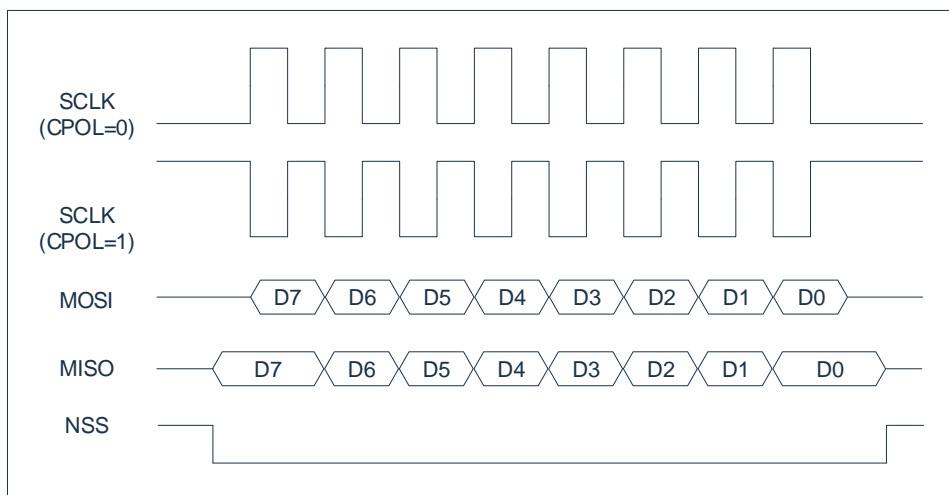 SCLK
(CPOL=0)
SCLK
(CPOL=1)
MOSI D7 D6 D5 D4 D3 D2 D1 D0
MISO D7 D6 D5 D4 D3 D2 D1 D0
NSS